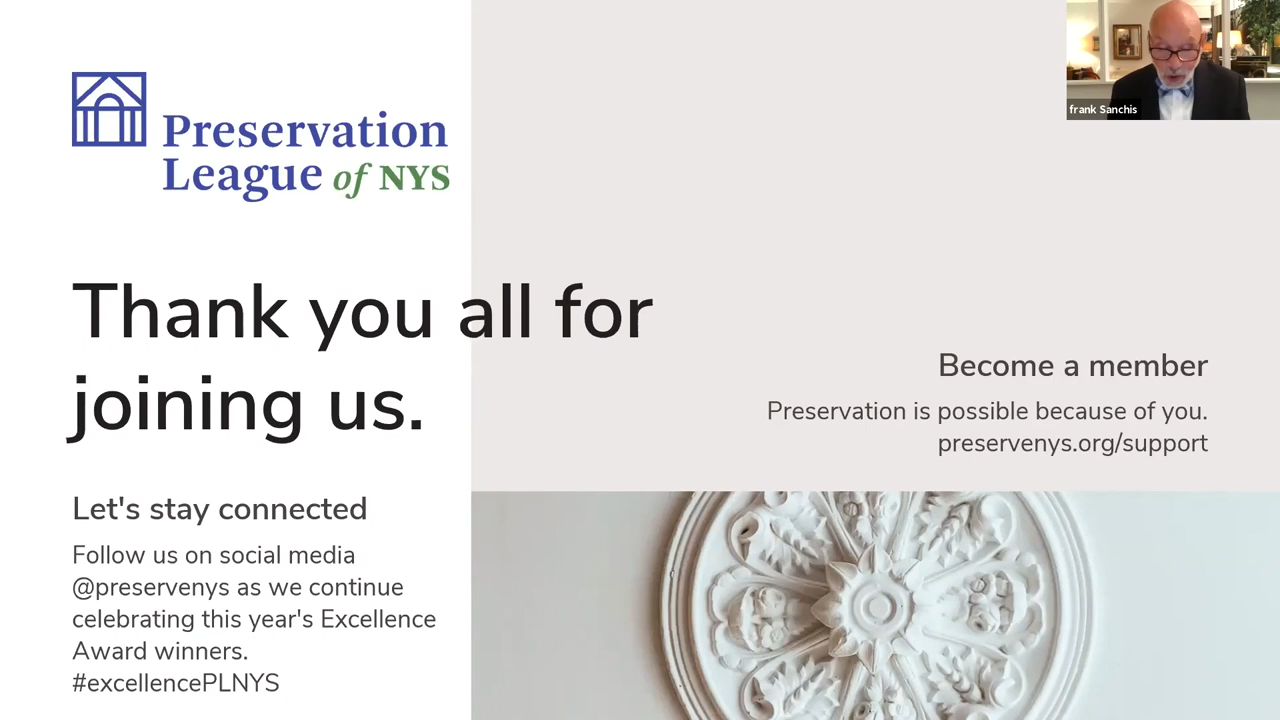 frank Sanchis
Preservation
League of NYS
Thank you all for
joining us.
Become a member
Preservation is possible because of you.
preservenys.org/support
Let's stay connected
Follow us on social media
@preservenys as we continue
celebrating this year's Excellence
Award winners.
#excellencePLNYS